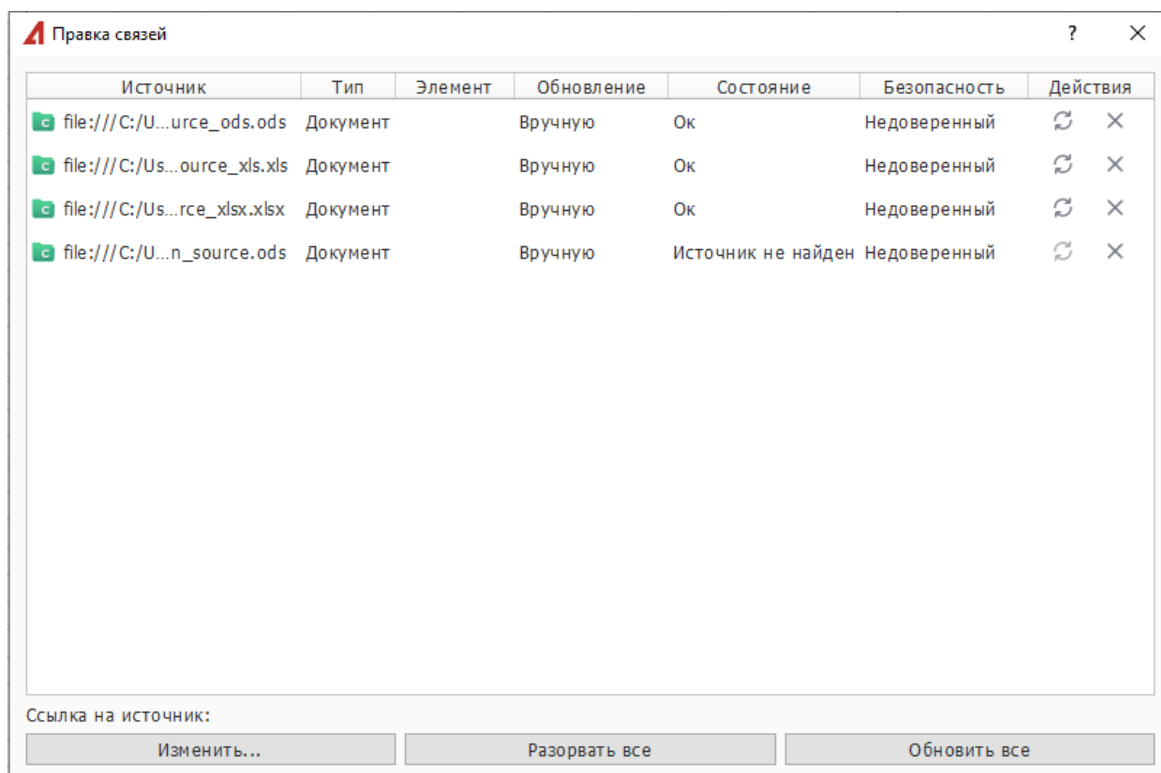 Правка связей
?
Источник Тип Элемент Обновление Состояние Безопасность Действия
file:///C:/U...urce_ods.ods Документ Вручную Ок Недоверенный
file:///C:/Us...ource_xls.xls Документ Вручную Ок Недоверенный
file:///C:/Us...rce_xlsx.xlsx Документ Вручную Ок Недоверенный
file:///C:/U...n_source.ods Документ Вручную Источник не найден Недоверенный
Ссылка на источник:
Изменить... Разорвать все Обновить все